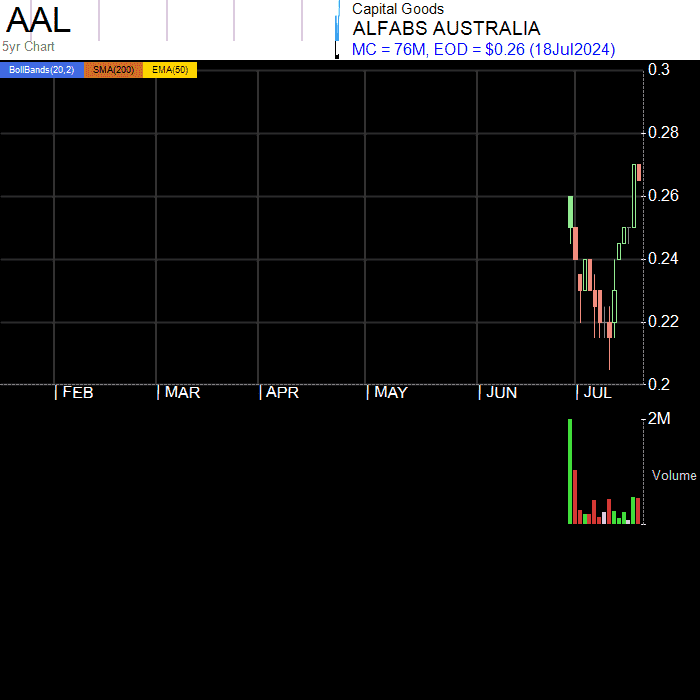 AAL
5yr Chart
Capital Goods
ALFABS AUSTRALIA
MC = 76M, EOD = $0.26 (18Jul2024)
BollBands(20,2) SMA(200) EMA(50)
0.3
0.28
0.26
0.24
0.22
0.2
| FEB | MAR | APR | MAY | JUN | JUL
2M
Volume